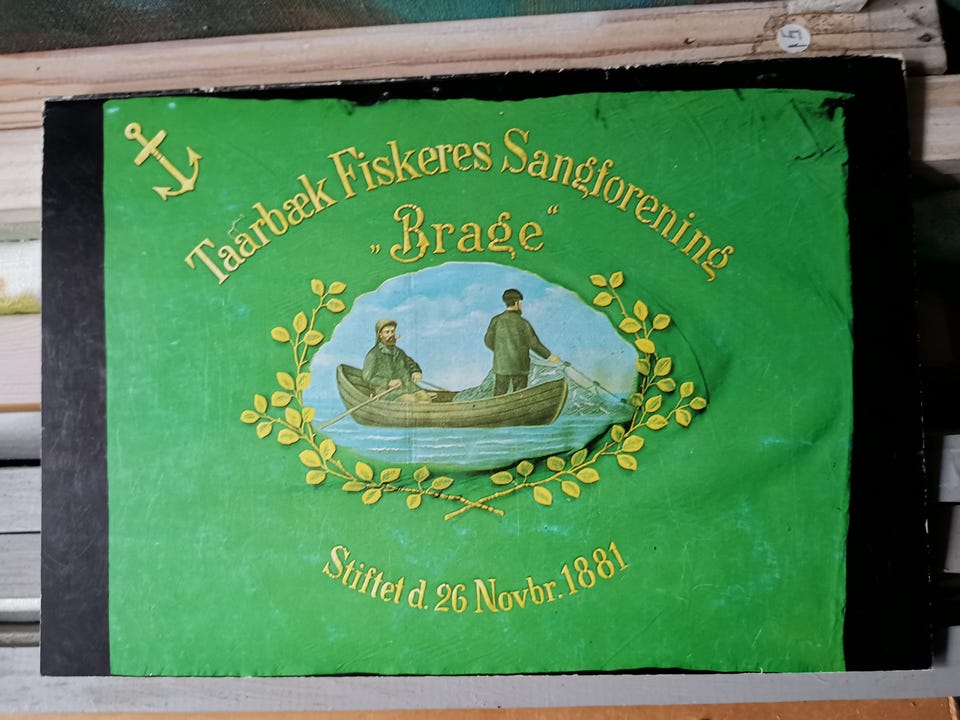 Taarbæk Fiskeres Sangforening
„Brage“
Stiftet d. 26 Novbr. 1881